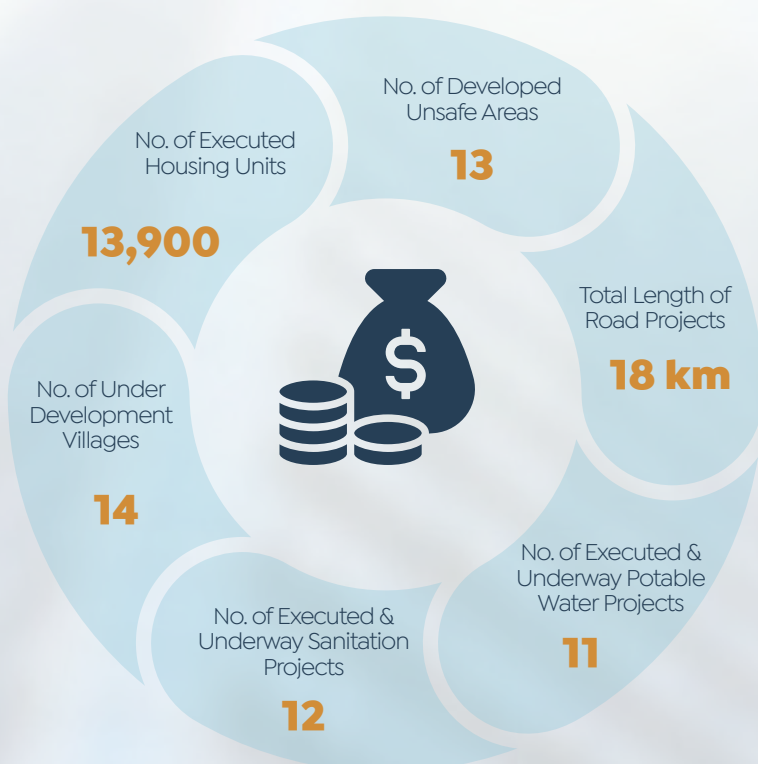 No. of Developed
Unsafe Areas
13
Total Length of
Road Projects
18 km
No. of Executed &
Underway Potable
Water Projects
11
No. of Executed &
Underway Sanitation
Projects
12
No. of Under
Development
Villages
14
No. of Executed
Housing Units
13,900
$